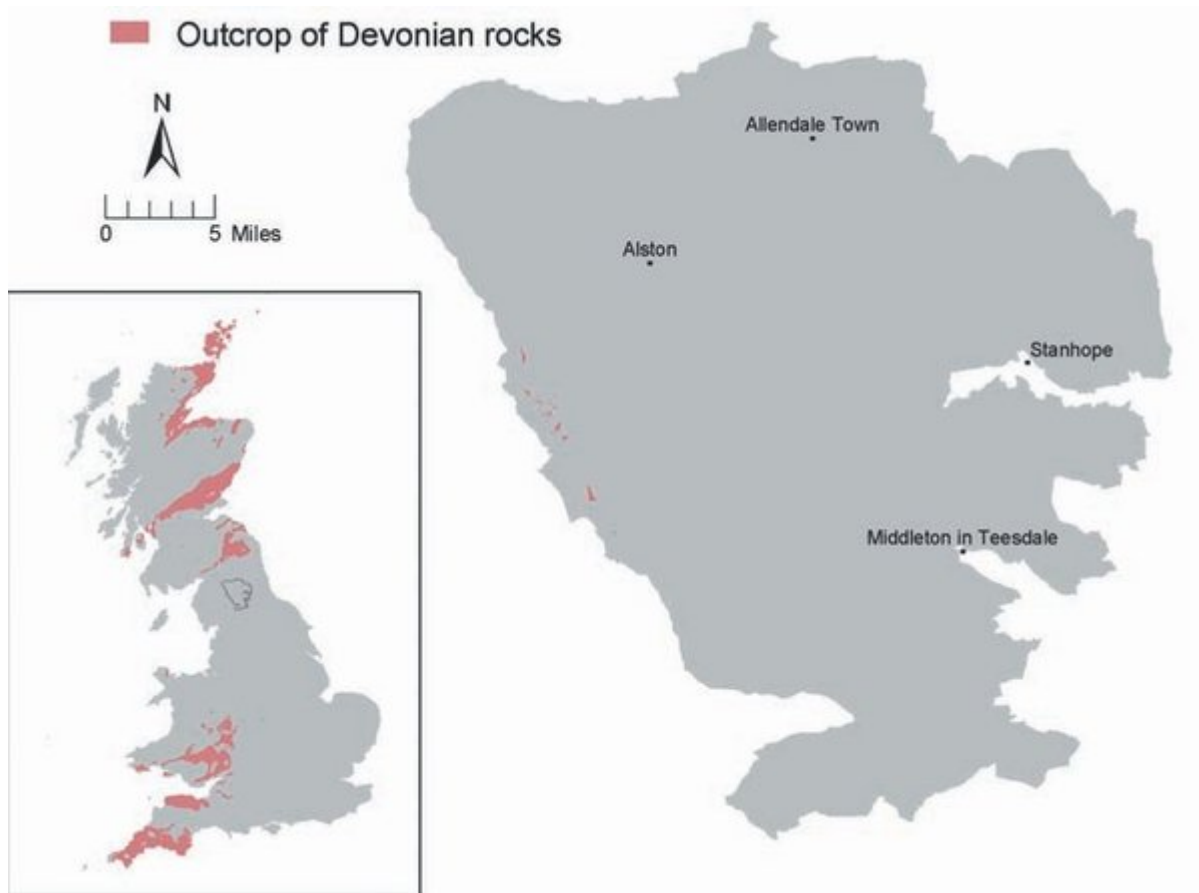 Outcrop of Devonian rocks
N
0 5 Miles
Allendale Town
Alston
Stanhope
Middleton in Teesdale